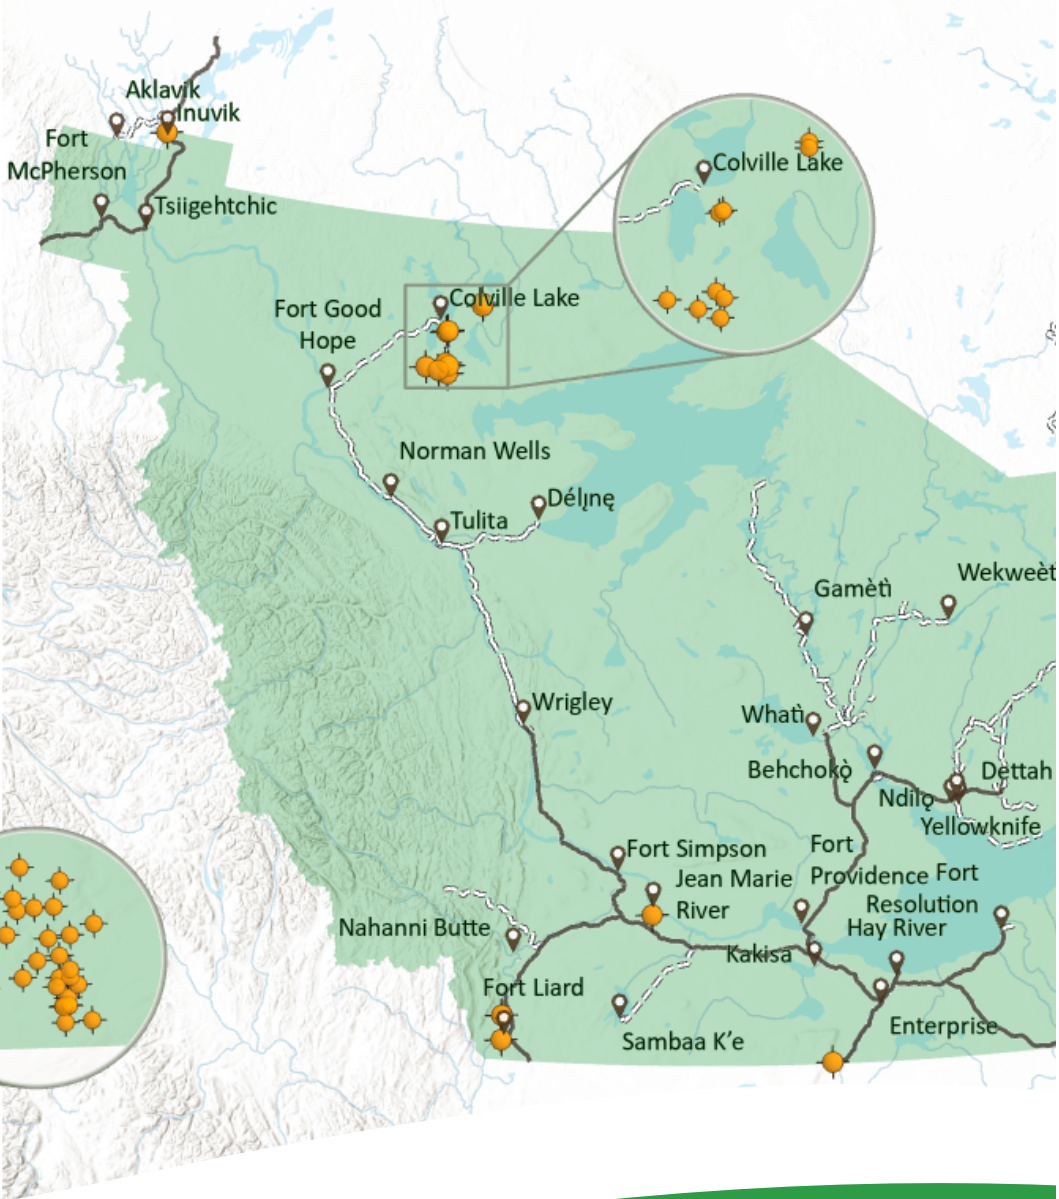 Aklavik
Inuvik
Fort
McPherson
Tsiigehtchic
Colville Lake
Colville Lake
Fort Good
Hope
Norman Wells
Délı̨nę
Tulita
Gamètì
Wekweèt
Wrigley
Whatì
Behchokǫ̀
Dettah
Ndilǫ
Yellowknife
Fort
Providence
Fort Simpson
Jean Marie
River
Fort
Resolution
Hay River
Nahanni Butte
Kakisa
Fort Liard
Enterprise
Sambaa K’e